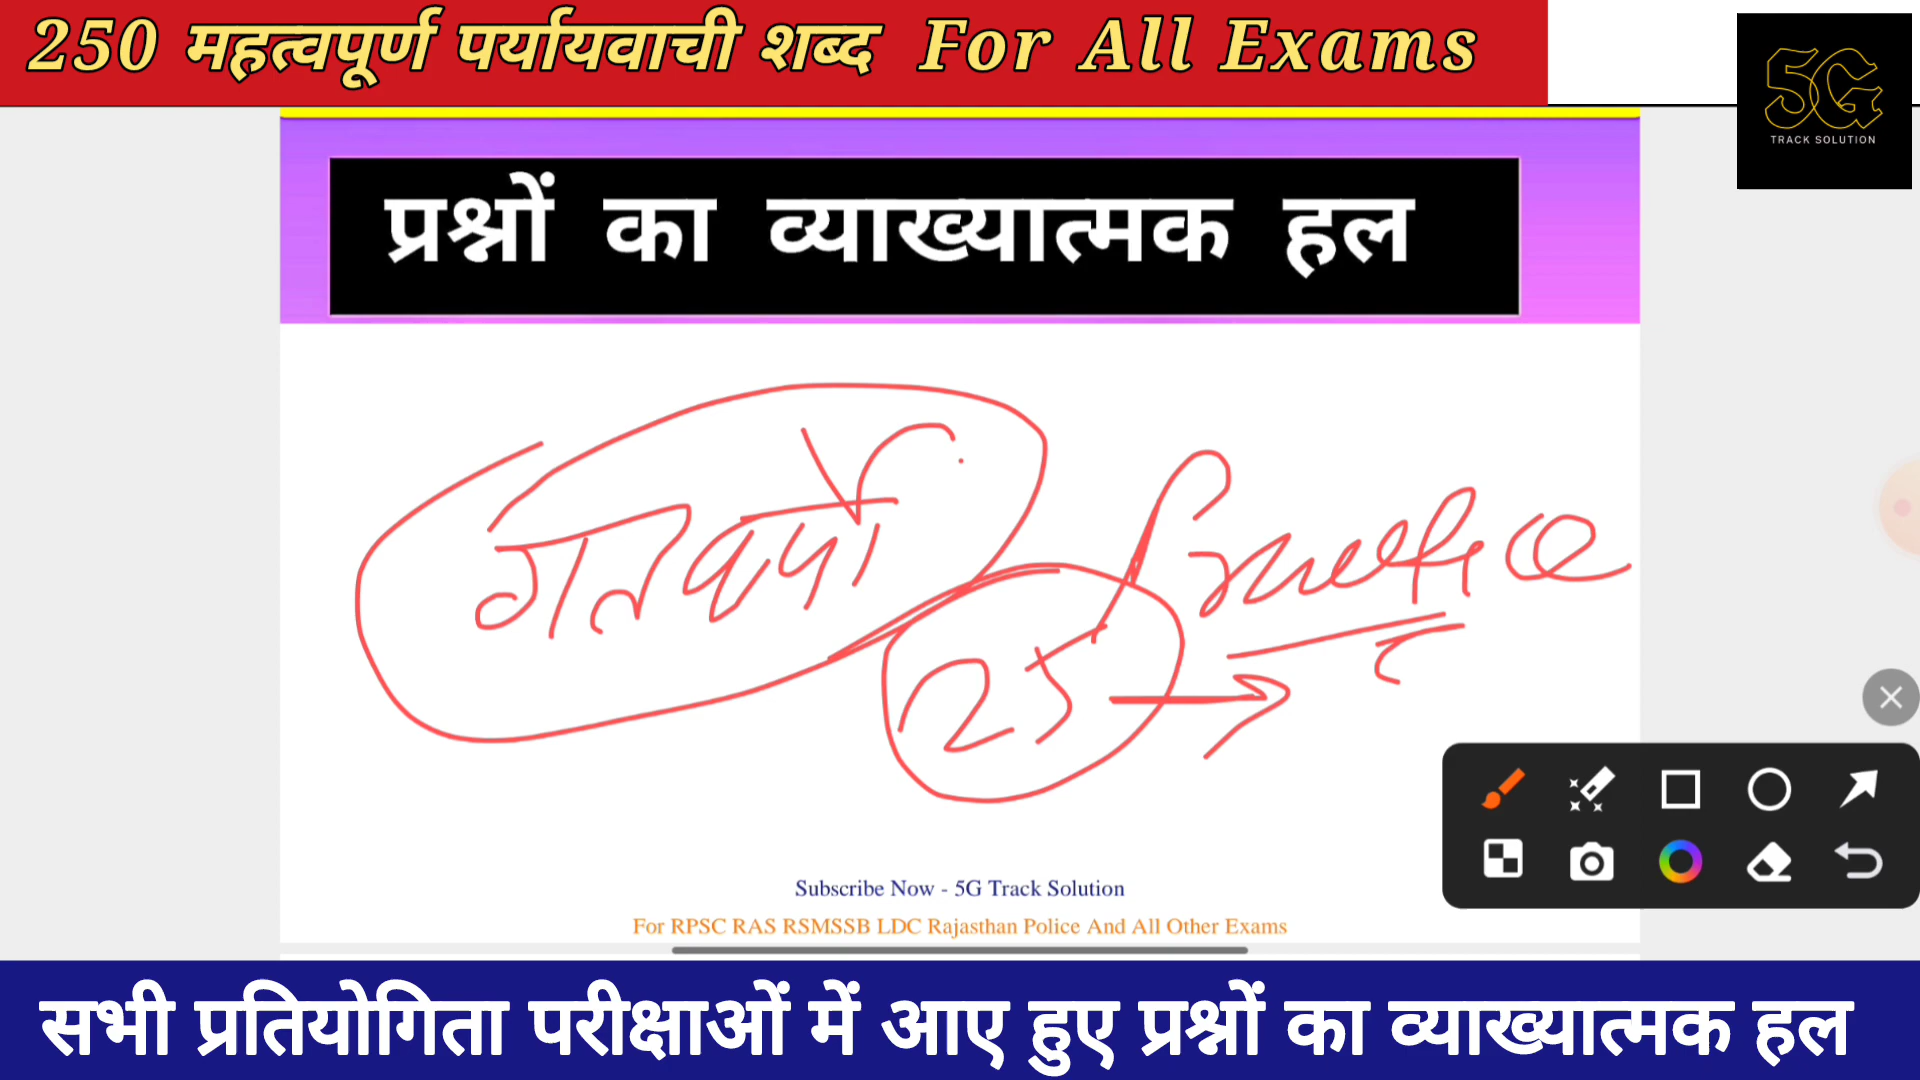 250 महत्वपूर्ण पर्यायवाची शब्द For All Exams
5G
TRACK SOLUTION
प्रश्नों का व्याख्यात्मक हल
गतवर्षों
Practice
25
Subscribe Now - 5G Track Solution
For RPSC RAS RSMSSB LDC Rajasthan Police And All Other Exams
सभी प्रतियोगिता परीक्षाओं में आए हुए प्रश्नों का व्याख्यात्मक हल